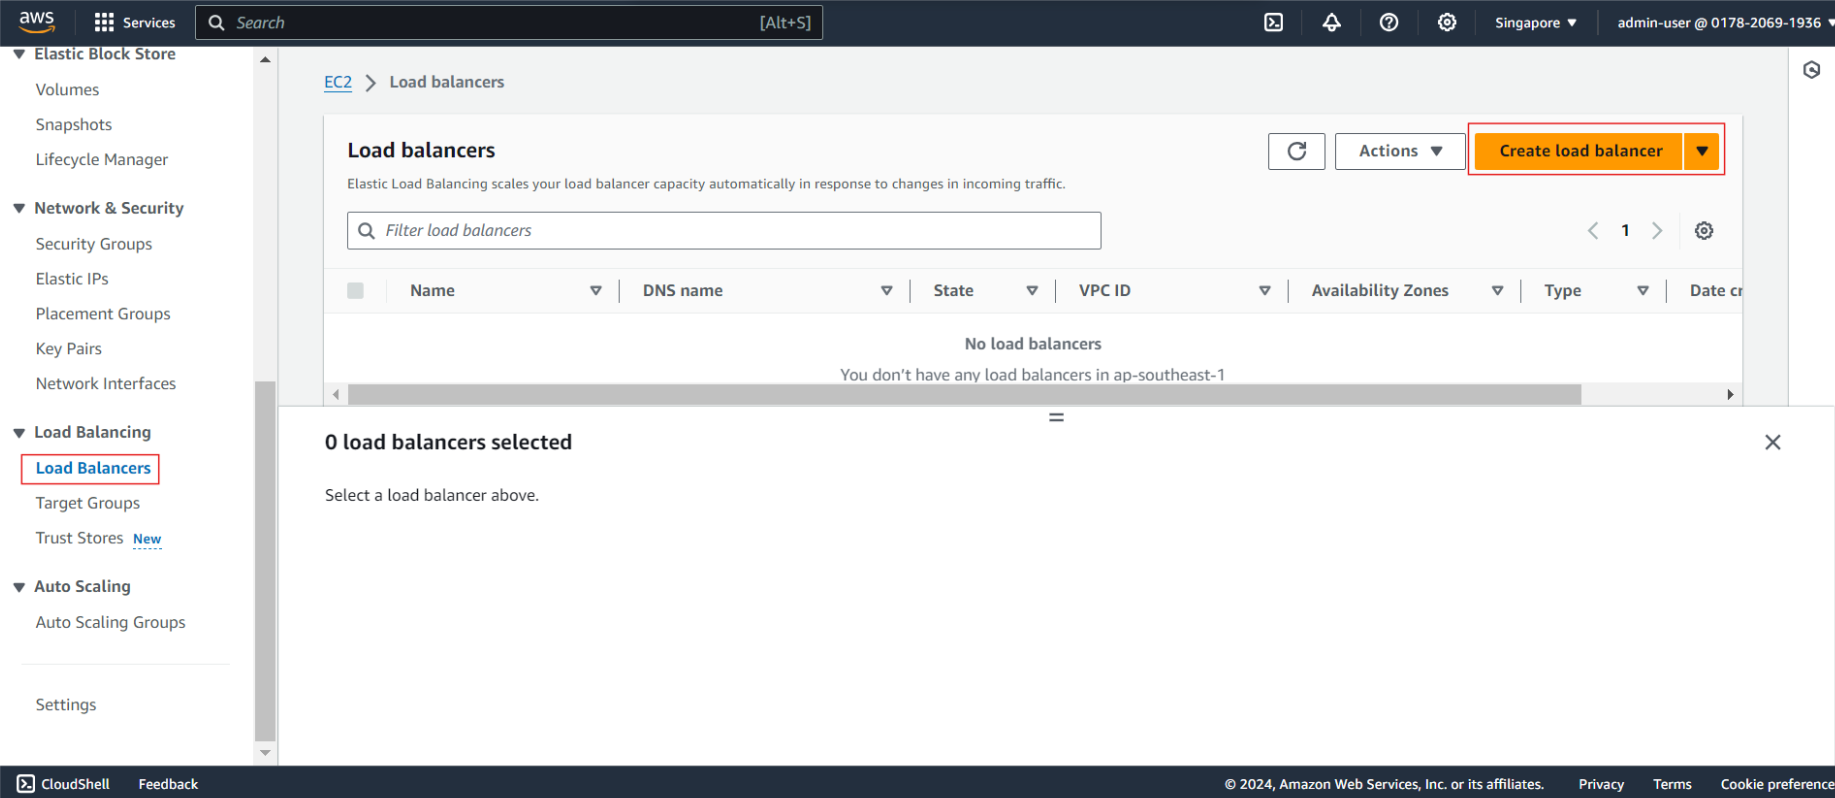 aws
Services
Search
[Alt+S]
Singapore
admin-user @ 0178-2069-1936
Elastic Block Store
Volumes
Snapshots
Lifecycle Manager
Network & Security
Security Groups
Elastic IPs
Placement Groups
Key Pairs
Network Interfaces
Load Balancing
Load Balancers
Target Groups
Trust Stores New
Auto Scaling
Auto Scaling Groups
Settings
EC2 > Load balancers
Load balancers
Elastic Load Balancing scales your load balancer capacity automatically in response to changes in incoming traffic.
Actions
Create load balancer
Filter load balancers
1
Name
DNS name
State
VPC ID
Availability Zones
Type
Date cr
No load balancers
You don't have any load balancers in ap-southeast-1
0 load balancers selected
Select a load balancer above.
CloudShell
Feedback
© 2024, Amazon Web Services, Inc. or its affiliates.
Privacy
Terms
Cookie preference